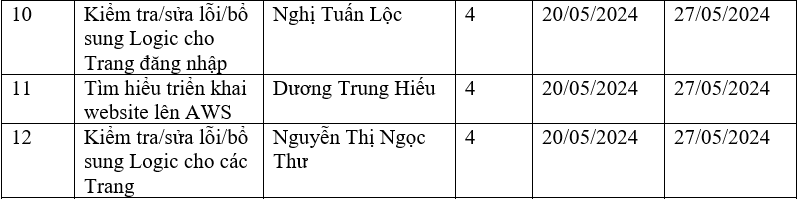 10 Kiểm tra/sửa lỗi/bổ Nghị Tuấn Lộc 4 20/05/2024 27/05/2024
sung Logic cho
Trang đăng nhập
11 Tìm hiểu triển khai Dương Trung Hiếu 4 20/05/2024 27/05/2024
website lên AWS
12 Kiểm tra/sửa lỗi/bổ Nguyễn Thị Ngọc 4 20/05/2024 27/05/2024
sung Logic cho các Thư
Trang